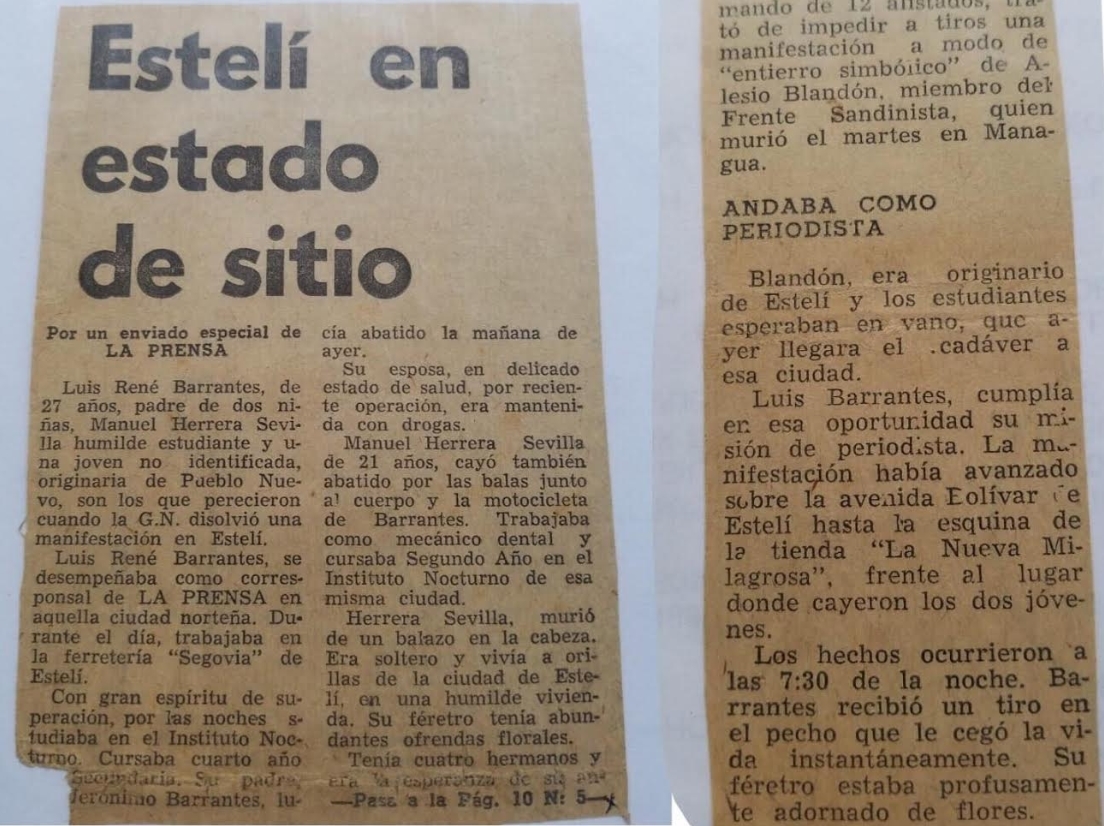 Estelí en
estado
de sitio
Por un enviado especial de
LA PRENSA
Luis René Barrantes, de
27 años, padre de dos ni-
ñas, Manuel Herrera Sevi-
lla humilde estudiante y u-
na joven no identificada,
originaria de Pueblo Nue-
vo, son los que perecieron
cuando la G.N. disolvió una
manifestación en Estelí.
Luis René Barrantes, se
desempeñaba como corres-
ponsal de LA PRENSA en
aquella ciudad norteña. Du-
rante el día, trabajaba en
la ferretería "Segovia" de
Estelí.
Con gran espíritu de su-
peración, por las noches s-
tudiaba en el Instituto Noc-
turno. Cursaba cuarto año
Secundaria. Su padre,
Jerónimo Barrantes, lu-
cía abatido la mañana de
ayer.
Su esposa, en delicado
estado de salud, por recien-
te operación, era manteni-
da con drogas.
Manuel Herrera Sevilla
de 21 años, cayó también
abatido por las balas junto
al cuerpo y la motocicleta
de Barrantes. Trabajaba
como mecánico dental y
cursaba Segundo Año en el
Instituto Nocturno de esa
misma ciudad.
Herrera Sevilla, murió
de un balazo en la cabeza.
Era soltero y vivía a ori-
llas de la ciudad de Este-
lí, en una humilde vivien-
da. Su féretro tenía abun-
dantes ofrendas florales.
Tenía cuatro hermanos y
era la esperanza de su an-
—Pasa a la Pág. 10 N: 5—
mando de 12 alistados, tra-
tó de impedir a tiros una
manifestación a modo de
"entierro simbólico" de A-
lesio Blandón, miembro del
Frente Sandinista, quien
murió el martes en Mana-
gua.
ANDABA COMO
PERIODISTA
Blandón, era originario
de Estelí y los estudiantes
esperaban en vano, que a-
yer llegara el .cadáver a
esa ciudad.
Luis Barrantes, cumplía
en esa oportunidad su mi-
sión de periodista. La ma-
nifestación había avanzado
sobre la avenida Bolívar de
Estelí hasta la esquina de
la tienda "La Nueva Mi-
lagrosa", frente al lugar
donde cayeron los dos jóve-
nes.
Los hechos ocurrieron a
las 7:30 de la noche. Ba-
rrantes recibió un tiro en
el pecho que le cegó la vi-
da instantáneamente. Su
féretro estaba profusamen-
te adornado de flores.